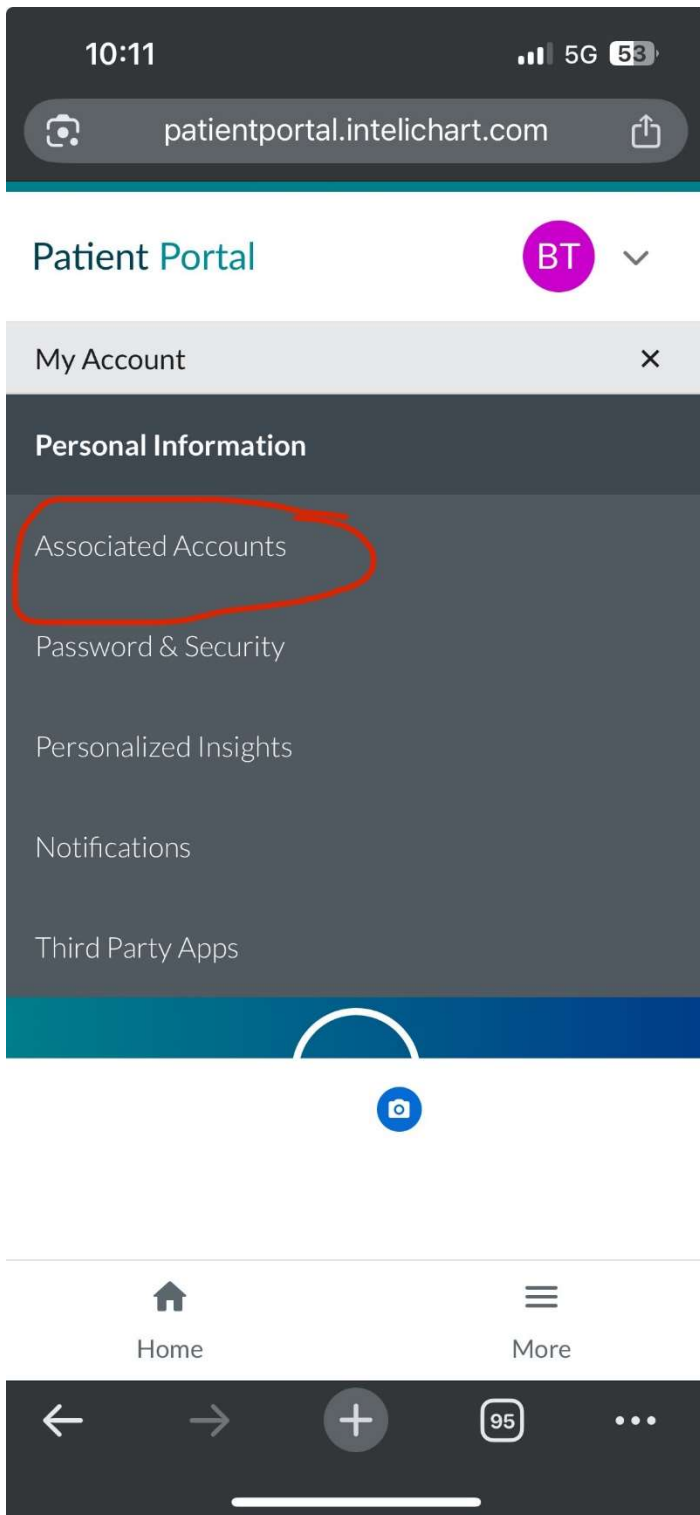 10:11 5G 53
patientportal.intelichart.com
Patient Portal BT
My Account
Personal Information
Associated Accounts
Password & Security
Personalized Insights
Notifications
Third Party Apps
Home More
95